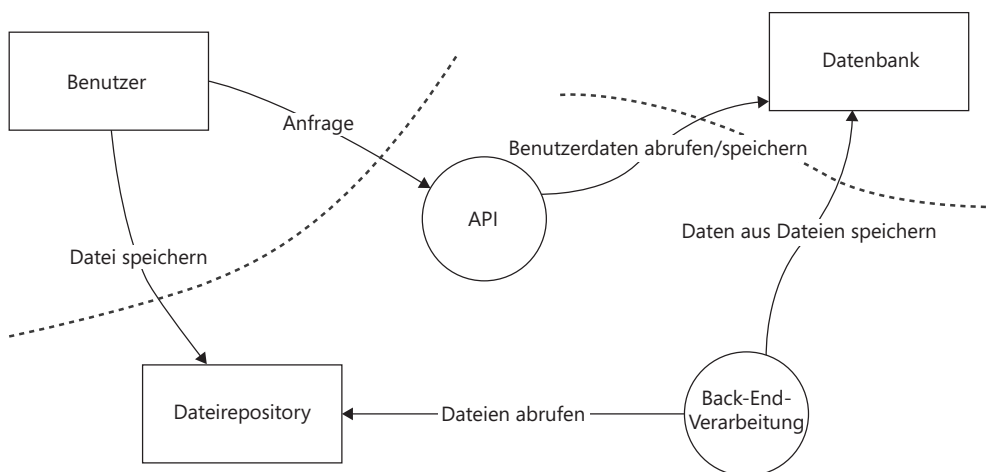 Benutzer
Datenbank
Anfrage
Benutzerdaten abrufen/speichern
API
Daten aus Dateien speichern
Datei speichern
Dateirepository
Dateien abrufen
Back-End-
Verarbeitung